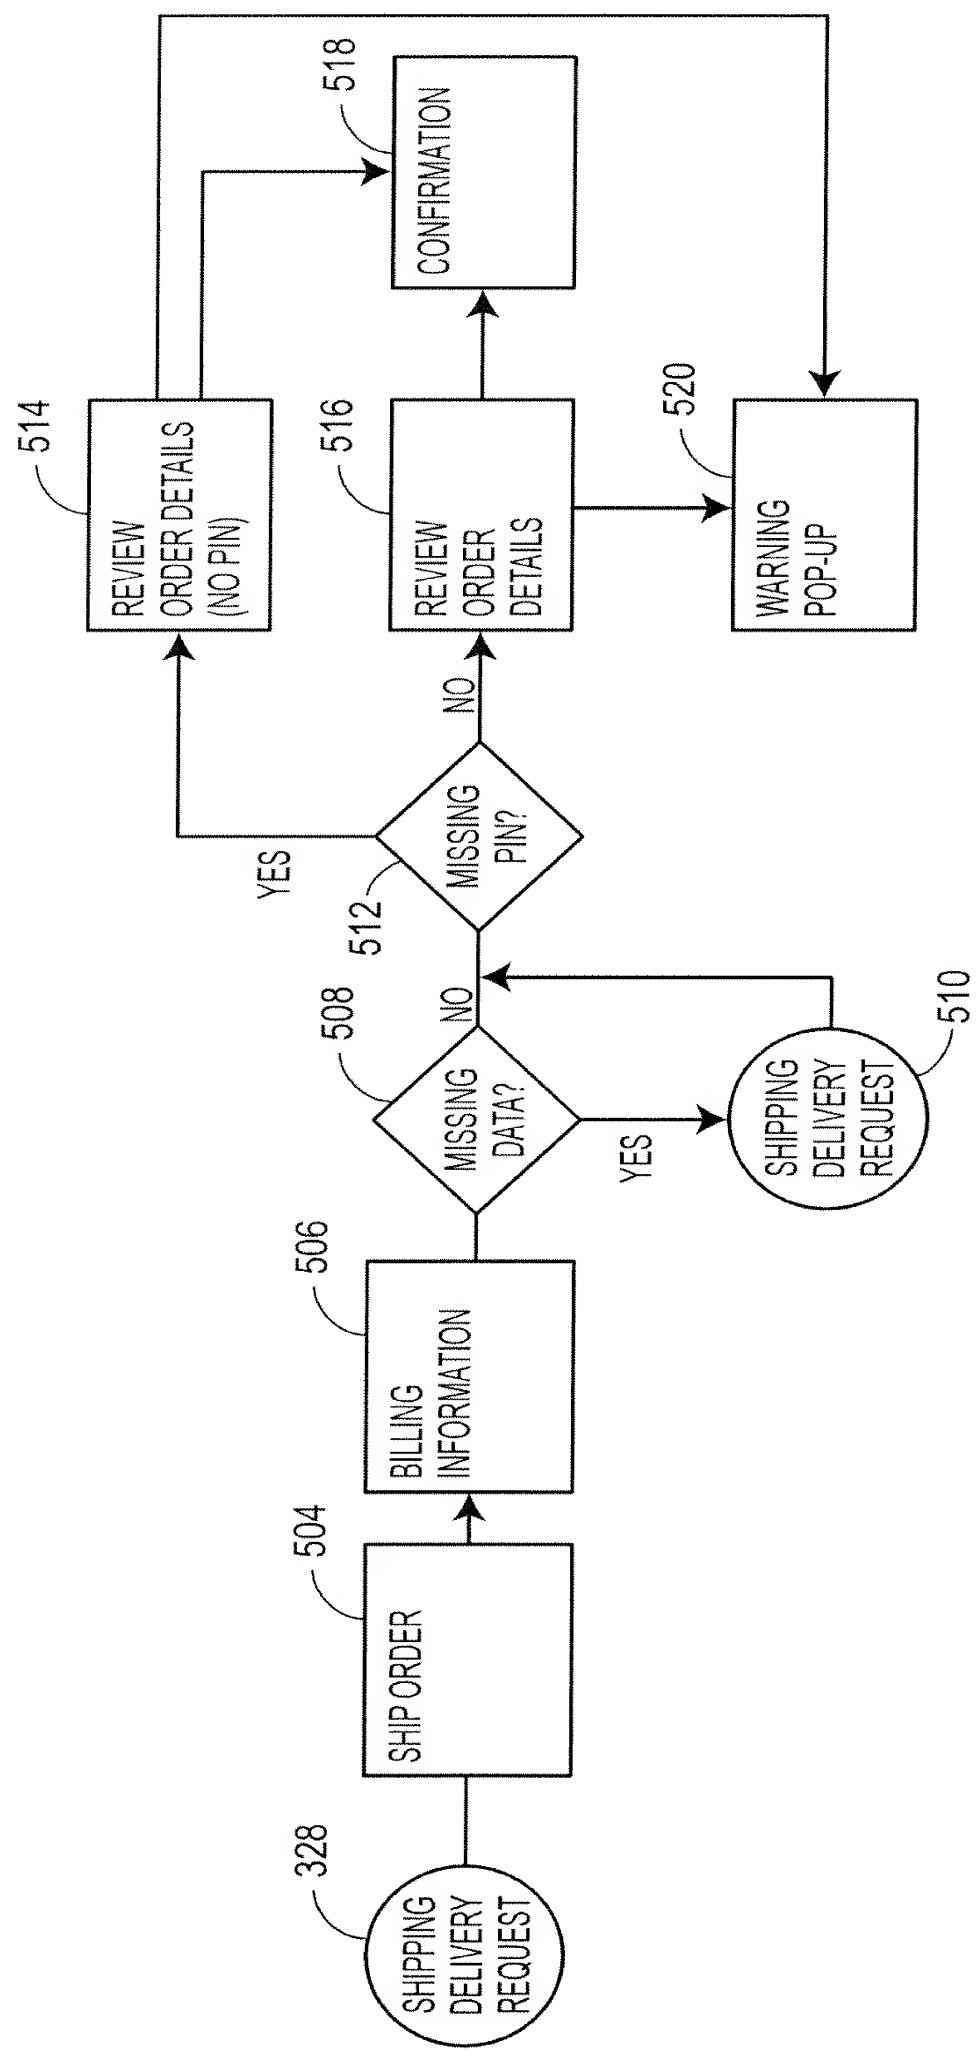 328
SHIPPING
DELIVERY
REQUEST
504
SHIP ORDER
506
BILLING
INFORMATION
508
MISSING
DATA?
YES
SHIPPING
DELIVERY
REQUEST
510
NO
512
MISSING
PIN?
YES
514
REVIEW
ORDER DETAILS
(NO PIN)
NO
516
REVIEW
ORDER
DETAILS
518
CONFIRMATION
520
WARNING
POP-UP